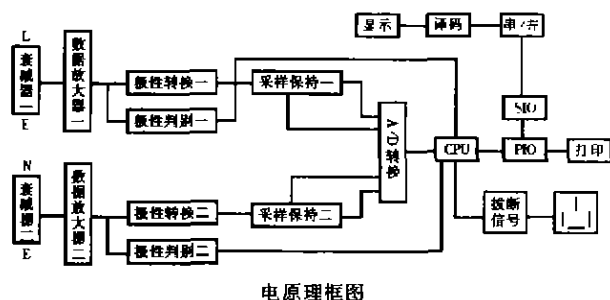 显示
译码
串/并
L
衰减器一
E
数据放大器一
极性转换一
采样保持一
极性判别一
SIO
A/D转换
CPU
PIO
打印
N
衰减器二
E
数据放大器二
极性转换二
采样保持二
极性判别二
拨断
信号
电原理框图